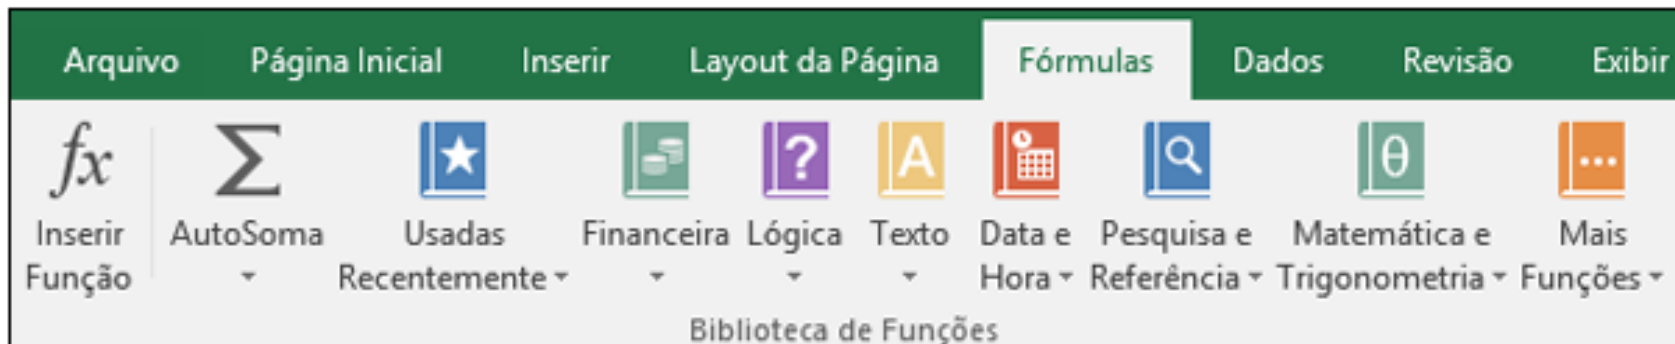 Arquivo Página Inicial Inserir Layout da Página Fórmulas Dados Revisão Exibir
fx Σ ? A θ ...
Inserir AutoSoma Usadas Financeira Lógica Texto Data e Pesquisa e Matemática e Mais
Função Recentemente Hora Referência Trigonometria Funções
Biblioteca de Funções